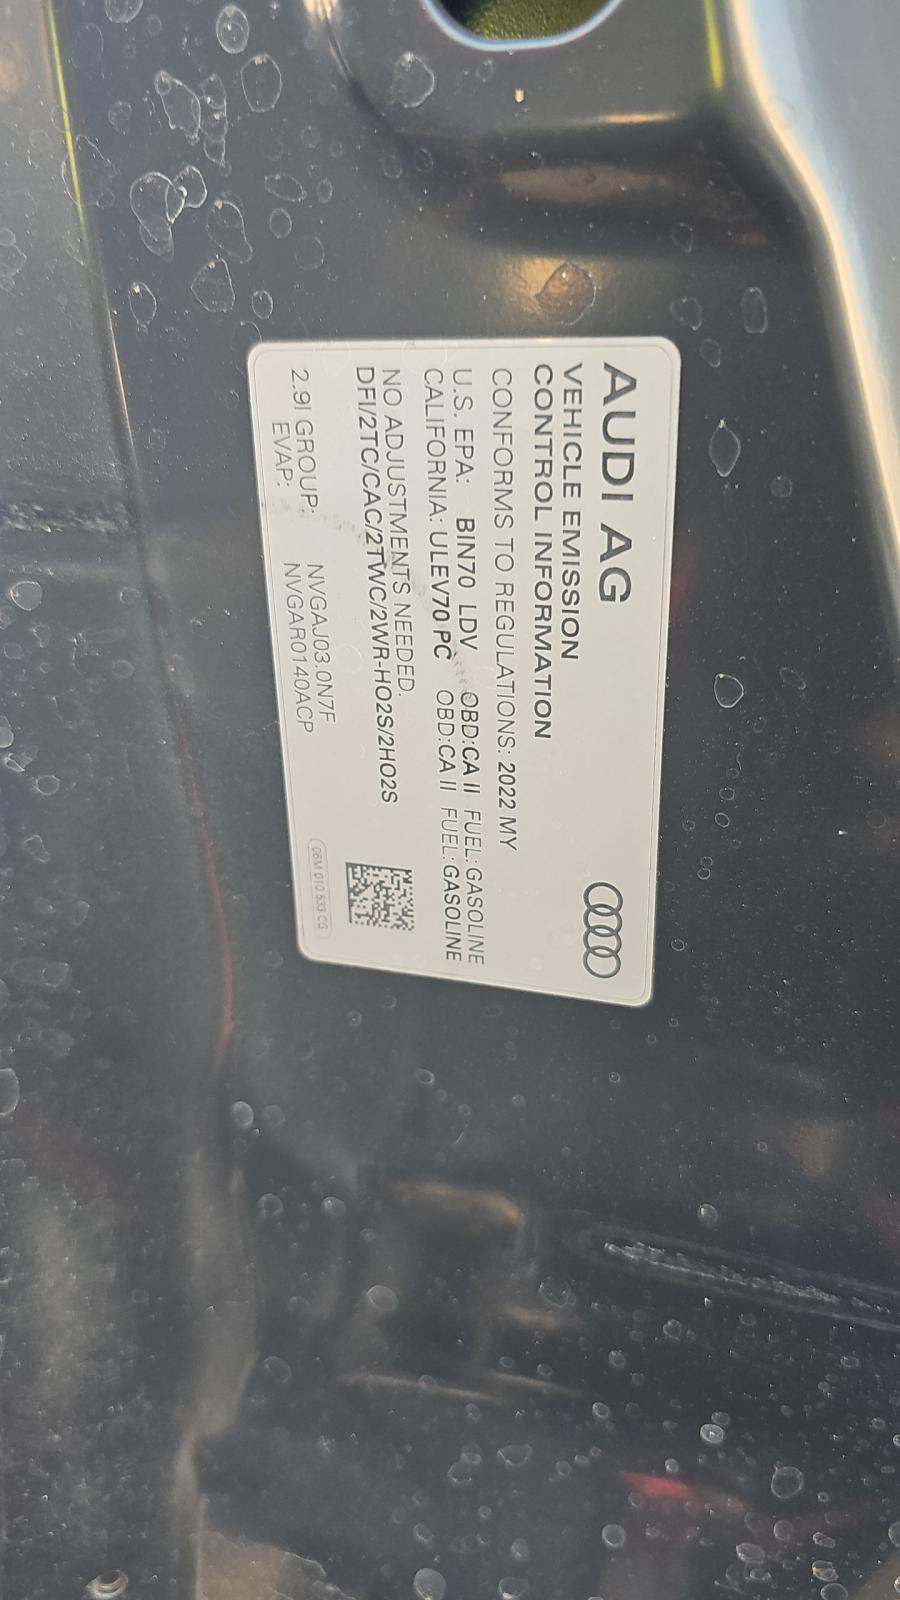 AUDI AG
VEHICLE EMISSION
CONTROL INFORMATION
CONFORMS TO REGULATIONS: 2022 MY
U.S. EPA: BIN70 LDV OBD:CA II FUEL:GASOLINE
CALIFORNIA: ULEV70 PC OBD:CA II FUEL:GASOLINE
NO ADJUSTMENTS NEEDED.
DFI/2TC/CAC/2TWC/2WR-HO2S/2HO2S
2.9l GROUP: NVGAJ03.0N7F
EVAP: NVGAR0140ACP
06M 010 533 CG